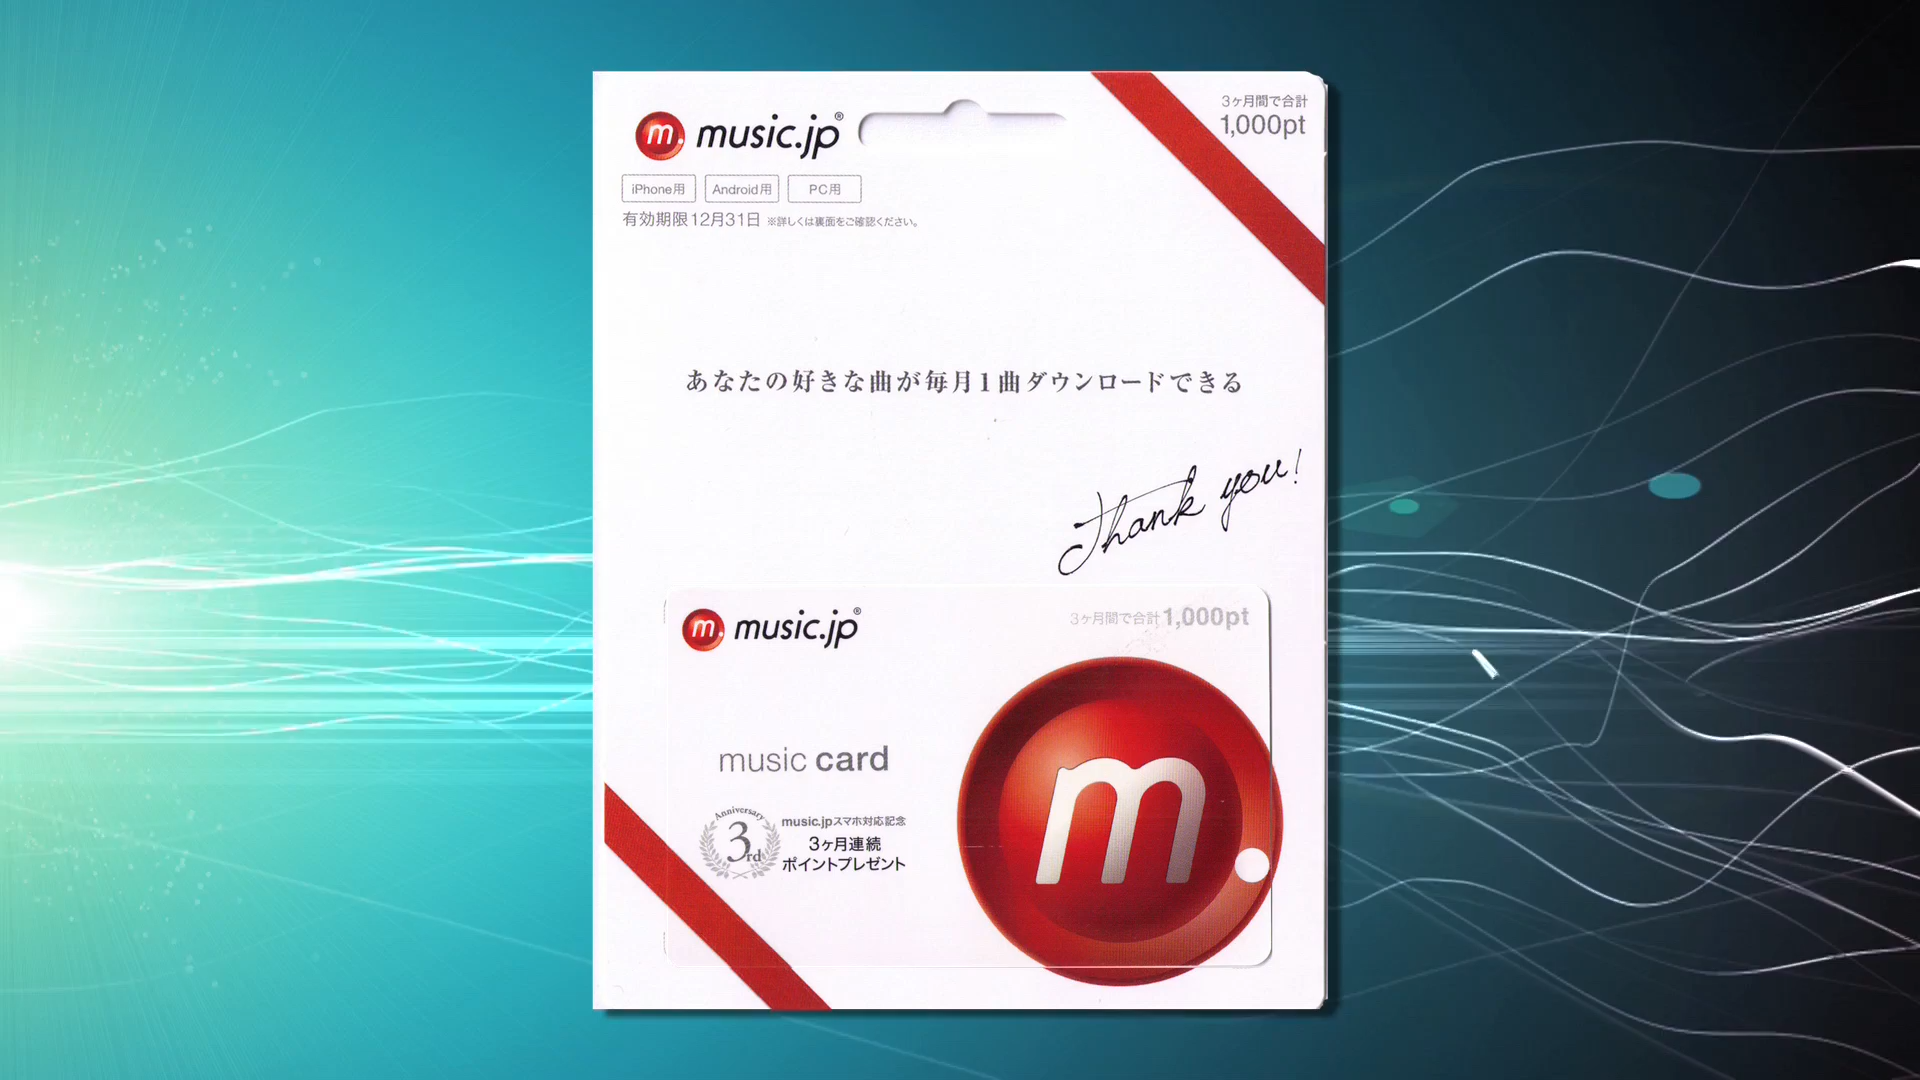 m. music.jp®
3ヶ月間で合計
1,000pt
iPhone用 Android用 PC用
有効期限12月31日 ※詳しくは裏面をご確認ください。
あなたの好きな曲が毎月1曲ダウンロードできる
Thank you!
m. music.jp®
3ヶ月間で合計1,000pt
music card
m
Anniversary
3rd
music.jpスマホ対応記念
3ヶ月連続
ポイントプレゼント